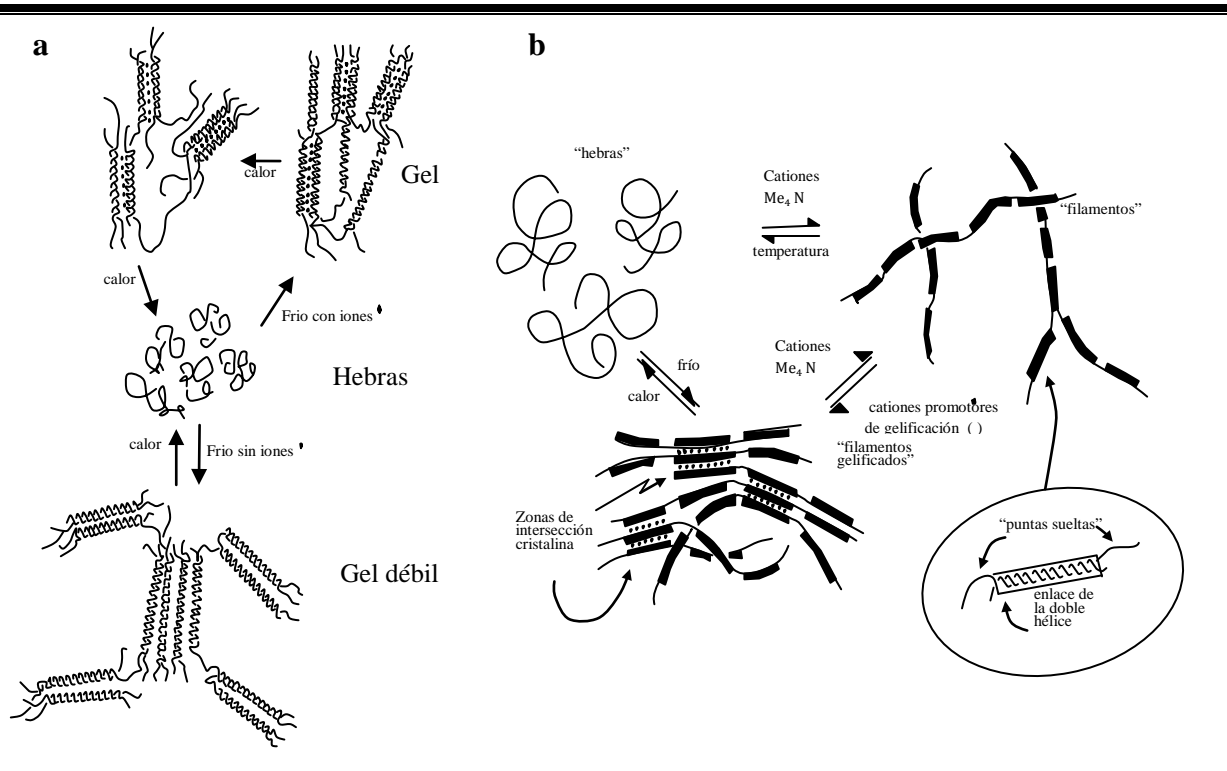 a
calor
Gel
calor
Frio con iones
Hebras
calor
Frio sin iones
Gel débil
b
“hebras”
Cationes
Me₄ N
temperatura
“filamentos”
frío
calor
Cationes
Me₄ N
cationes promotores
de gelificación ( )
“filamentos
gelificados”
Zonas de
intersección
cristalina
“puntas sueltas”
enlace de
la doble
hélice